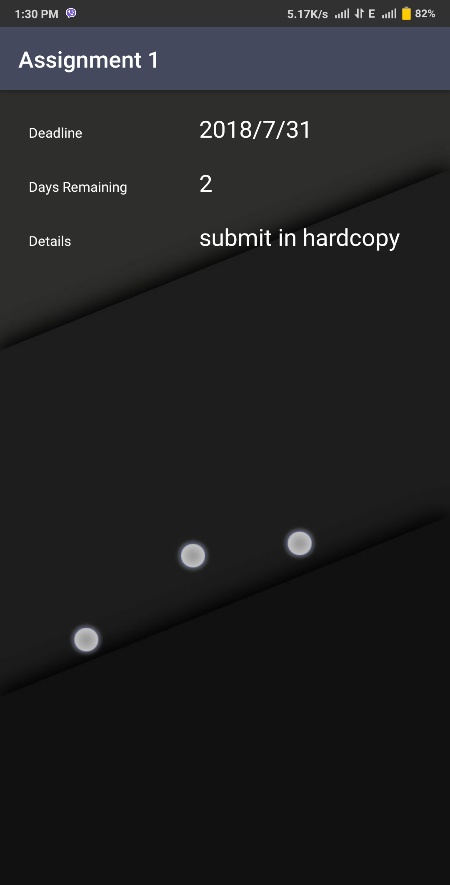 1:30 PM 5.17K/s E 82%
Assignment 1
Deadline 2018/7/31
Days Remaining 2
Details submit in hardcopy